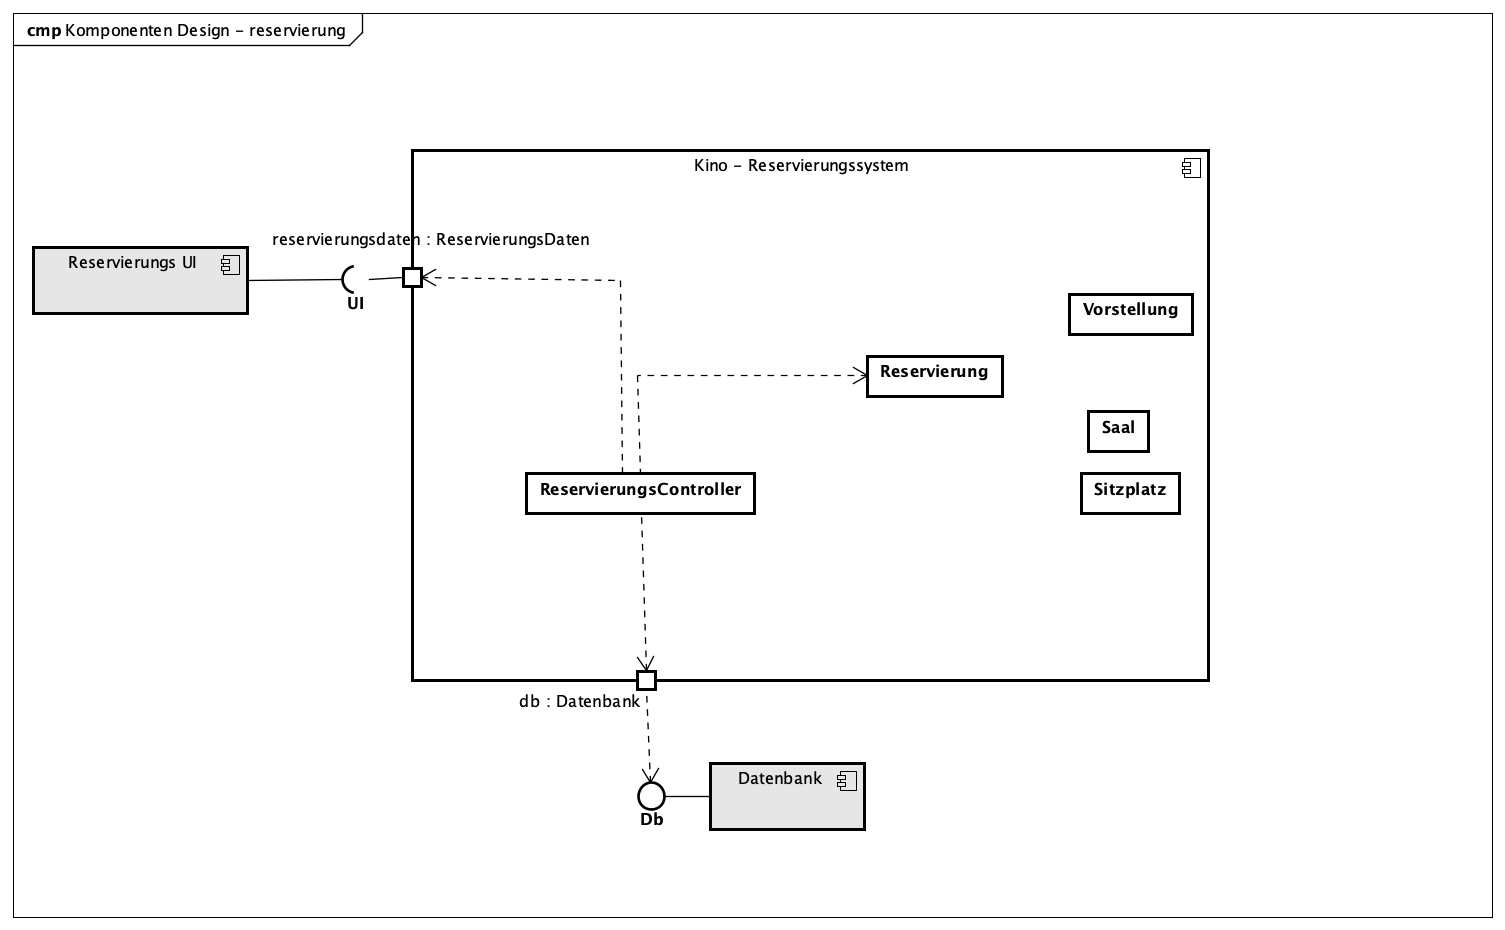 cmp Komponenten Design – reservierung
Kino – Reservierungssystem
reservierungsdaten : ReservierungsDaten
Reservierungs UI
UI
Vorstellung
Reservierung
Saal
ReservierungsController
Sitzplatz
db : Datenbank
Datenbank
Db